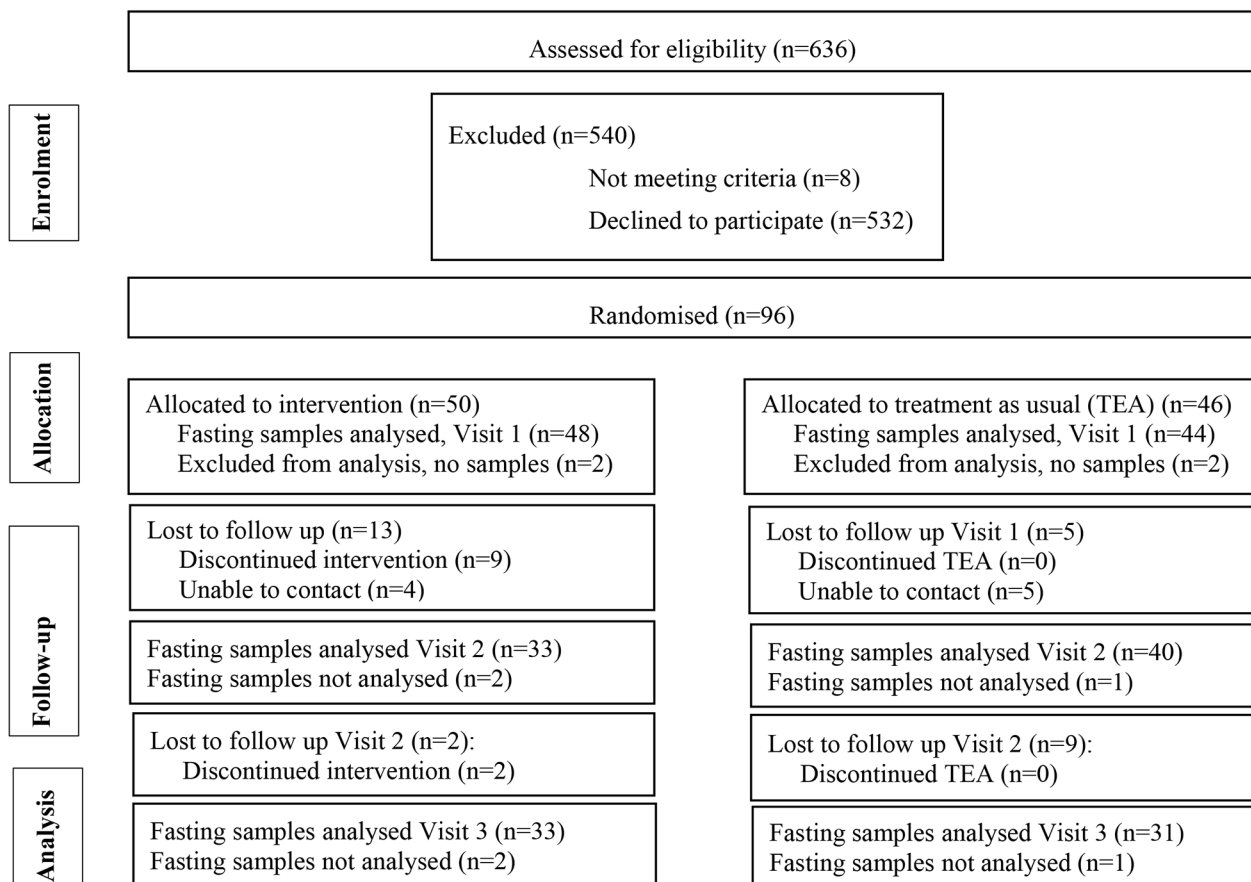 Assessed for eligibility (n=636)
Enrolment
Excluded (n=540)
Not meeting criteria (n=8)
Declined to participate (n=532)
Randomised (n=96)
Allocation
Allocated to intervention (n=50)
Fasting samples analysed, Visit 1 (n=48)
Excluded from analysis, no samples (n=2)
Allocated to treatment as usual (TEA) (n=46)
Fasting samples analysed, Visit 1 (n=44)
Excluded from analysis, no samples (n=2)
Follow-up
Lost to follow up (n=13)
Discontinued intervention (n=9)
Unable to contact (n=4)
Lost to follow up Visit 1 (n=5)
Discontinued TEA (n=0)
Unable to contact (n=5)
Fasting samples analysed Visit 2 (n=33)
Fasting samples not analysed (n=2)
Fasting samples analysed Visit 2 (n=40)
Fasting samples not analysed (n=1)
Lost to follow up Visit 2 (n=2):
Discontinued intervention (n=2)
Lost to follow up Visit 2 (n=9):
Discontinued TEA (n=0)
Analysis
Fasting samples analysed Visit 3 (n=33)
Fasting samples not analysed (n=2)
Fasting samples analysed Visit 3 (n=31)
Fasting samples not analysed (n=1)